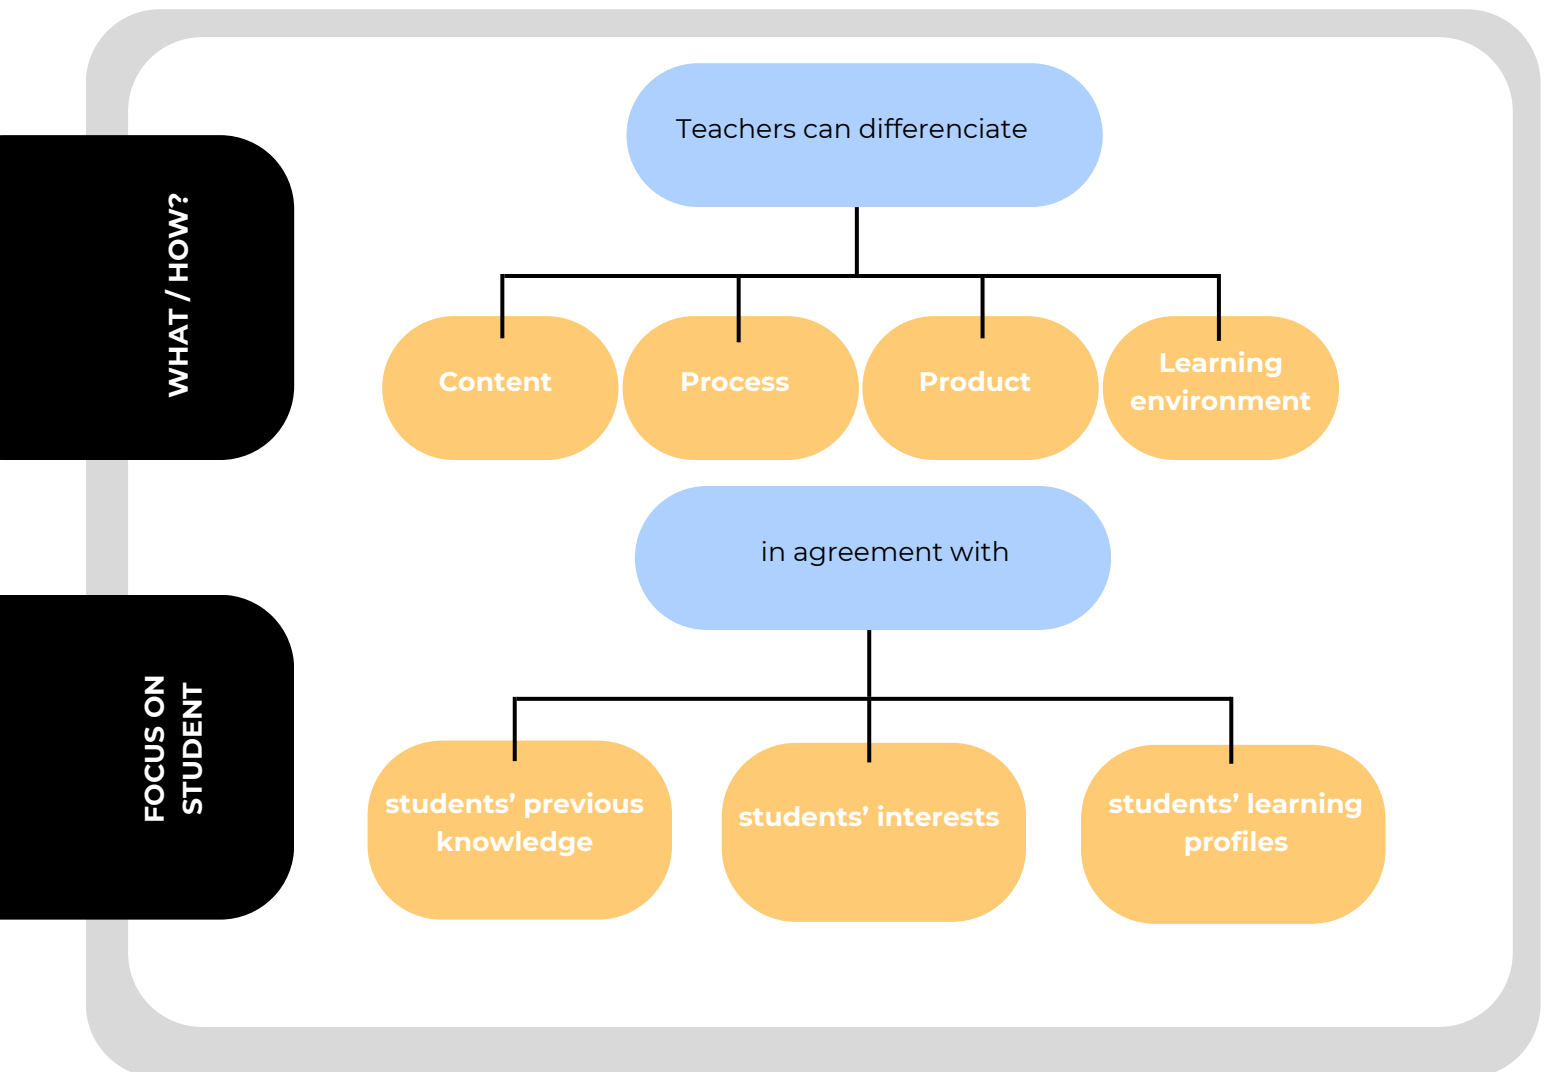 WHAT / HOW?
Teachers can differenciate
Content
Process
Product
Learning
environment
FOCUS ON
STUDENT
in agreement with
students’ previous
knowledge
students’ interests
students’ learning
profiles